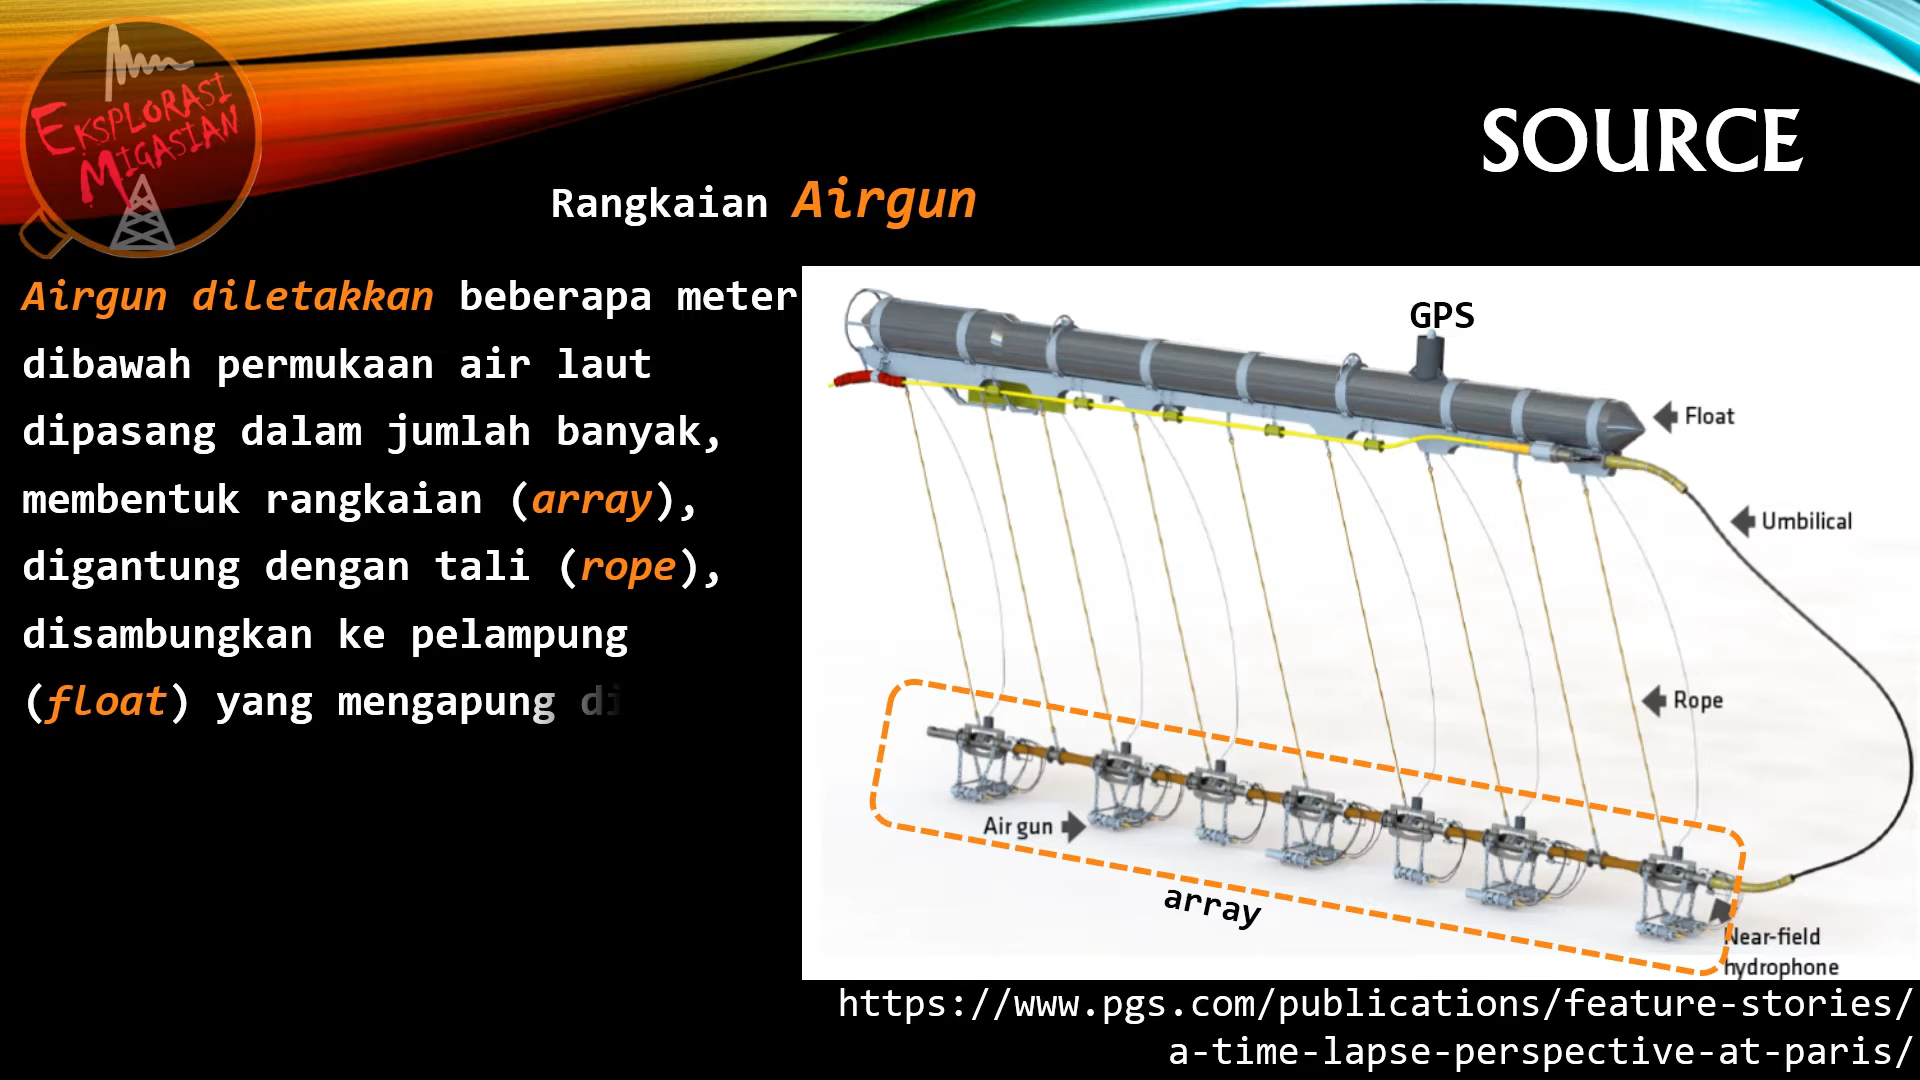 EKSPLORASI
MIGASIAN
SOURCE
Rangkaian Airgun
Airgun diletakkan beberapa meter
dibawah permukaan air laut
dipasang dalam jumlah banyak,
membentuk rangkaian (array),
digantung dengan tali (rope),
disambungkan ke pelampung
(float) yang mengapung di
GPS
Float
Umbilical
Rope
Air gun
array
Near-field
hydrophone
https://www.pgs.com/publications/feature-stories/
a-time-lapse-perspective-at-paris/